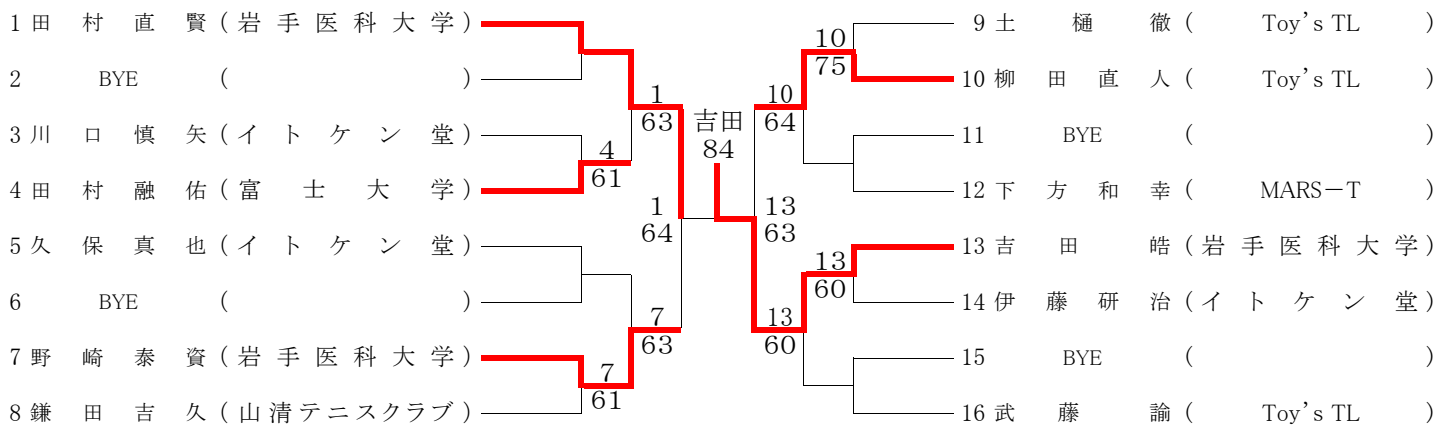 1 田村直賢 (岩手医科大学)
2 BYE ( )
3 川口慎矢 (イトケン堂)
4 田村融佑 (富士大学)
5 久保真也 (イトケン堂)
6 BYE ( )
7 野崎泰資 (岩手医科大学)
8 鎌田吉久 (山清テニスクラブ)
4
61
7
61
1
63
7
63
1
64
吉田
84
13
63
10
64
13
60
10
75
13
60
9 土樋徹 ( Toy's TL )
10 柳田直人 ( Toy's TL )
11 BYE ( )
12 下方和幸 ( MARS-T )
13 吉田皓 (岩手医科大学)
14 伊藤研治 (イトケン堂)
15 BYE ( )
16 武藤諭 ( Toy's TL )